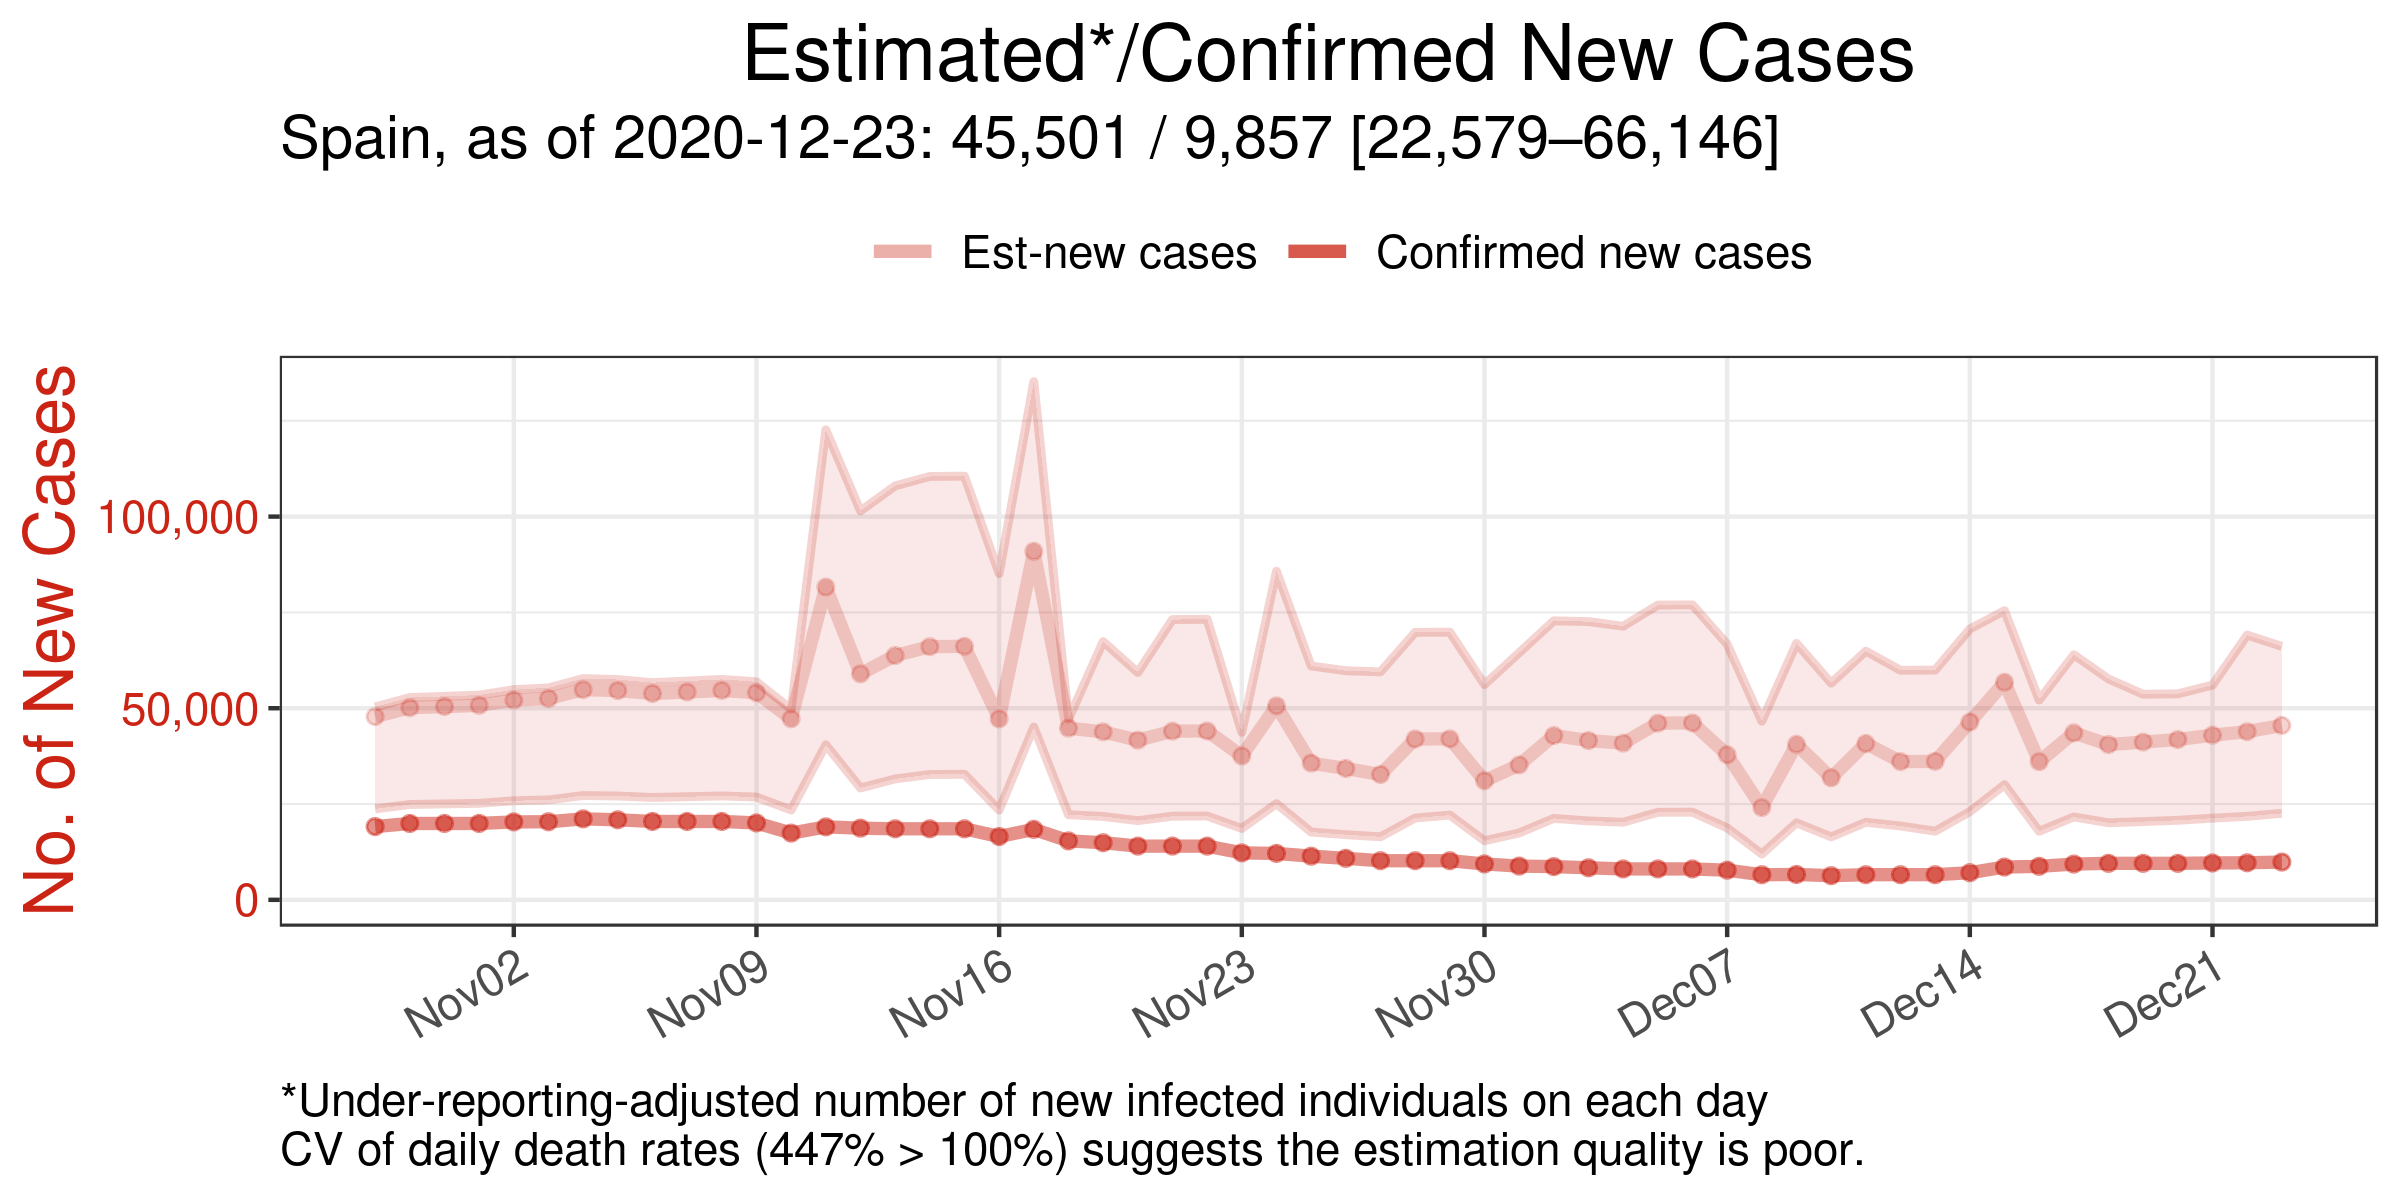 Estimated*/Confirmed New Cases
Spain, as of 2020-12-23: 45,501 / 9,857 [22,579–66,146]
Est-new cases
Confirmed new cases
No. of New Cases
100,000
50,000
0
Nov02
Nov09
Nov16
Nov23
Nov30
Dec07
Dec14
Dec21
*Under-reporting-adjusted number of new infected individuals on each day
CV of daily death rates (447% > 100%) suggests the estimation quality is poor.